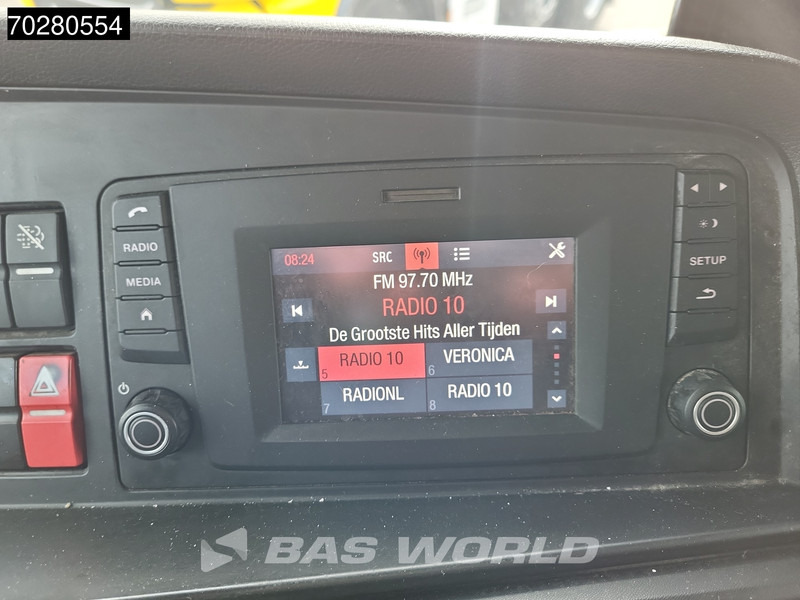 70280554
RADIO
MEDIA
SETUP
08:24 SRC
FM 97.70 MHz
RADIO 10
De Grootste Hits Aller Tijden
RADIO 10
5
VERONICA
6
RADIONL
7
RADIO 10
8
BAS WORLD